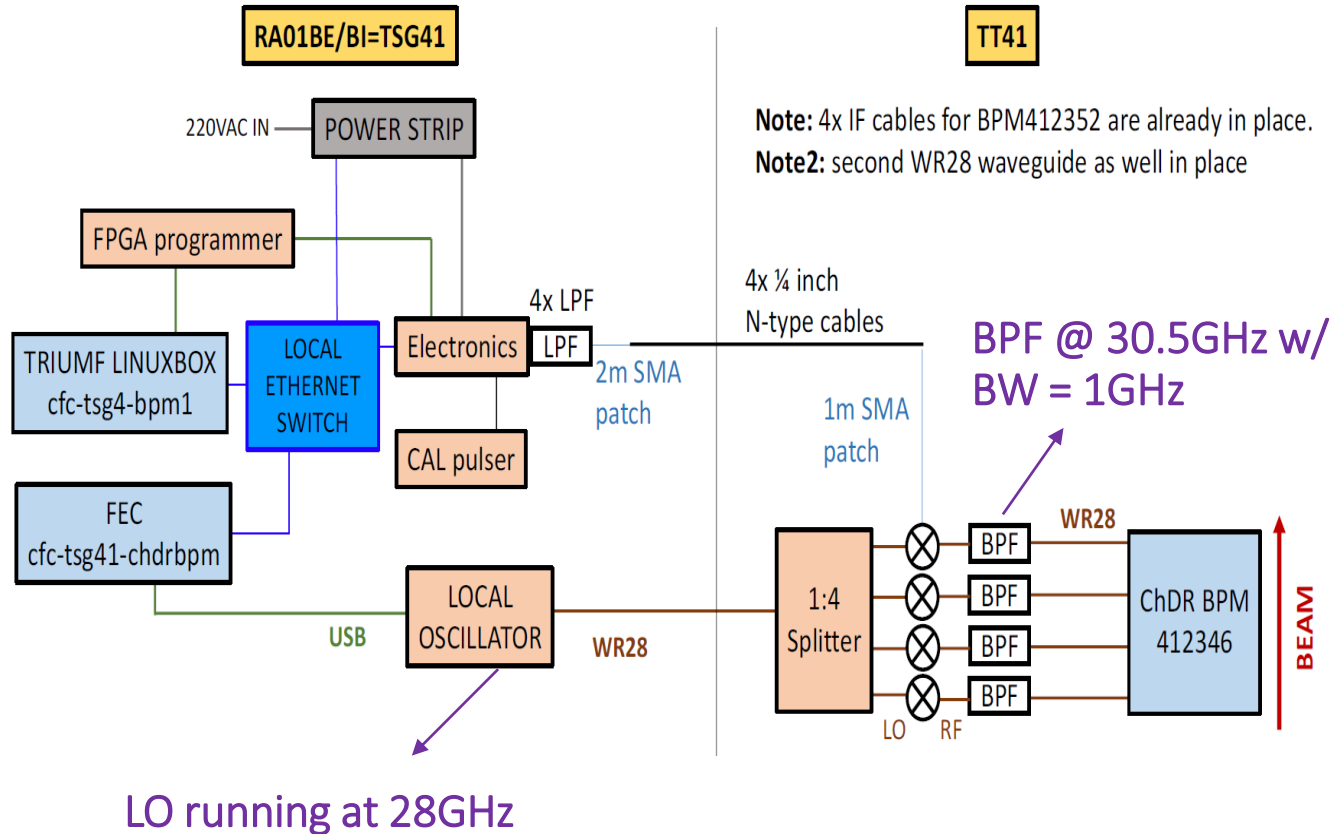 RA01BE/BI=TSG41
TT41
220VAC IN
POWER STRIP
Note: 4x IF cables for BPM412352 are already in place.
Note2: second WR28 waveguide as well in place
FPGA programmer
4x LPF
4x ¼ inch
N-type cables
TRIUMF LINUXBOX
cfc-tsg4-bpm1
LOCAL
ETHERNET
SWITCH
Electronics
LPF
2m SMA
patch
BPF @ 30.5GHz w/
BW = 1GHz
1m SMA
patch
CAL pulser
FEC
cfc-tsg41-chdrbpm
USB
LOCAL
OSCILLATOR
WR28
1:4
Splitter
BPF
BPF
BPF
BPF
WR28
LO
RF
ChDR BPM
412346
BEAM
LO running at 28GHz